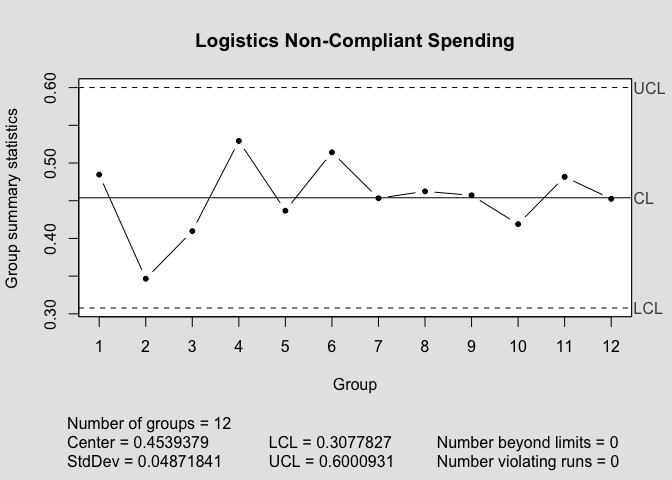 Logistics Non-Compliant Spending
Group summary statistics
0.60
0.50
0.40
0.30
UCL
CL
LCL
1 2 3 4 5 6 7 8 9 10 11 12
Group
Number of groups = 12
Center = 0.4539379 LCL = 0.3077827 Number beyond limits = 0
StdDev = 0.04871841 UCL = 0.6000931 Number violating runs = 0